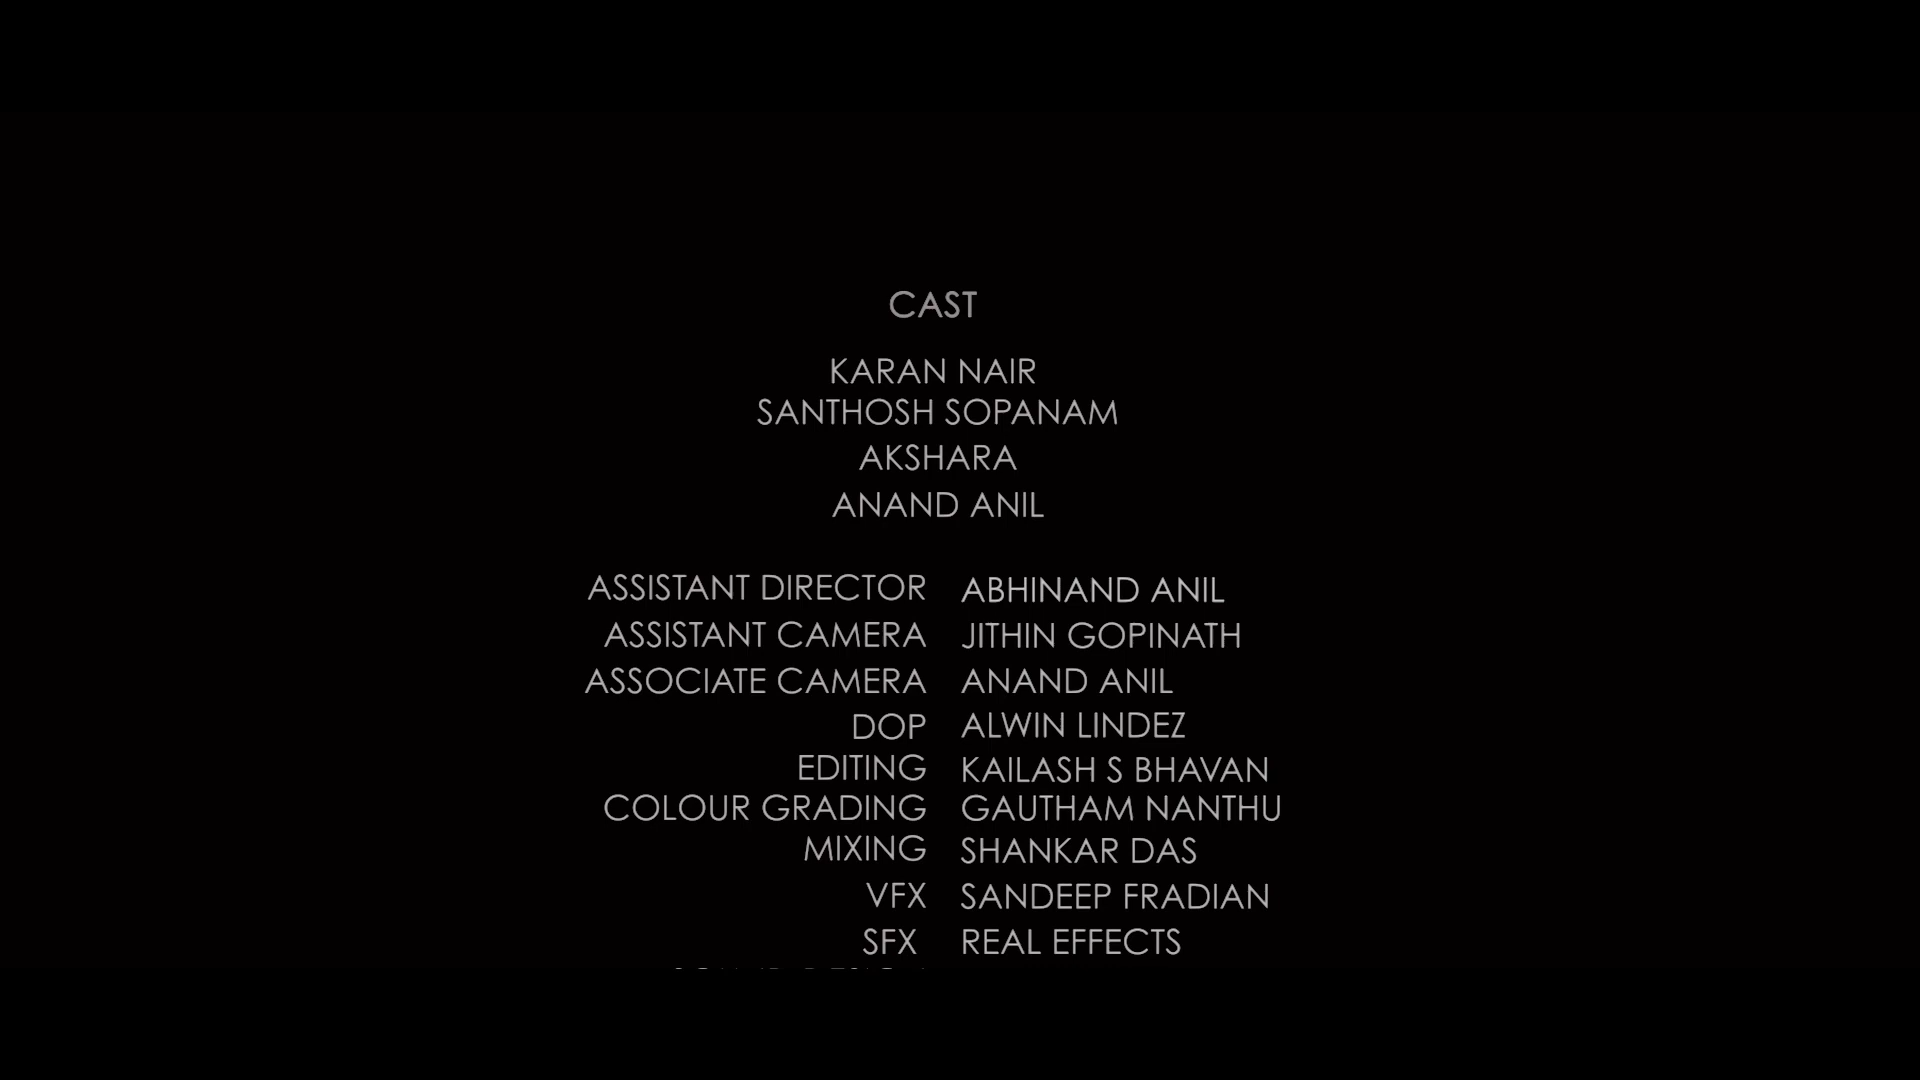 CAST
KARAN NAIR
SANTHOSH SOPANAM
AKSHARA
ANAND ANIL
ASSISTANT DIRECTOR ABHINAND ANIL
ASSISTANT CAMERA JITHIN GOPINATH
ASSOCIATE CAMERA ANAND ANIL
DOP ALWIN LINDEZ
EDITING KAILASH S BHAVAN
COLOUR GRADING GAUTHAM NANTHU
MIXING SHANKAR DAS
VFX SANDEEP FRADIAN
SFX REAL EFFECTS